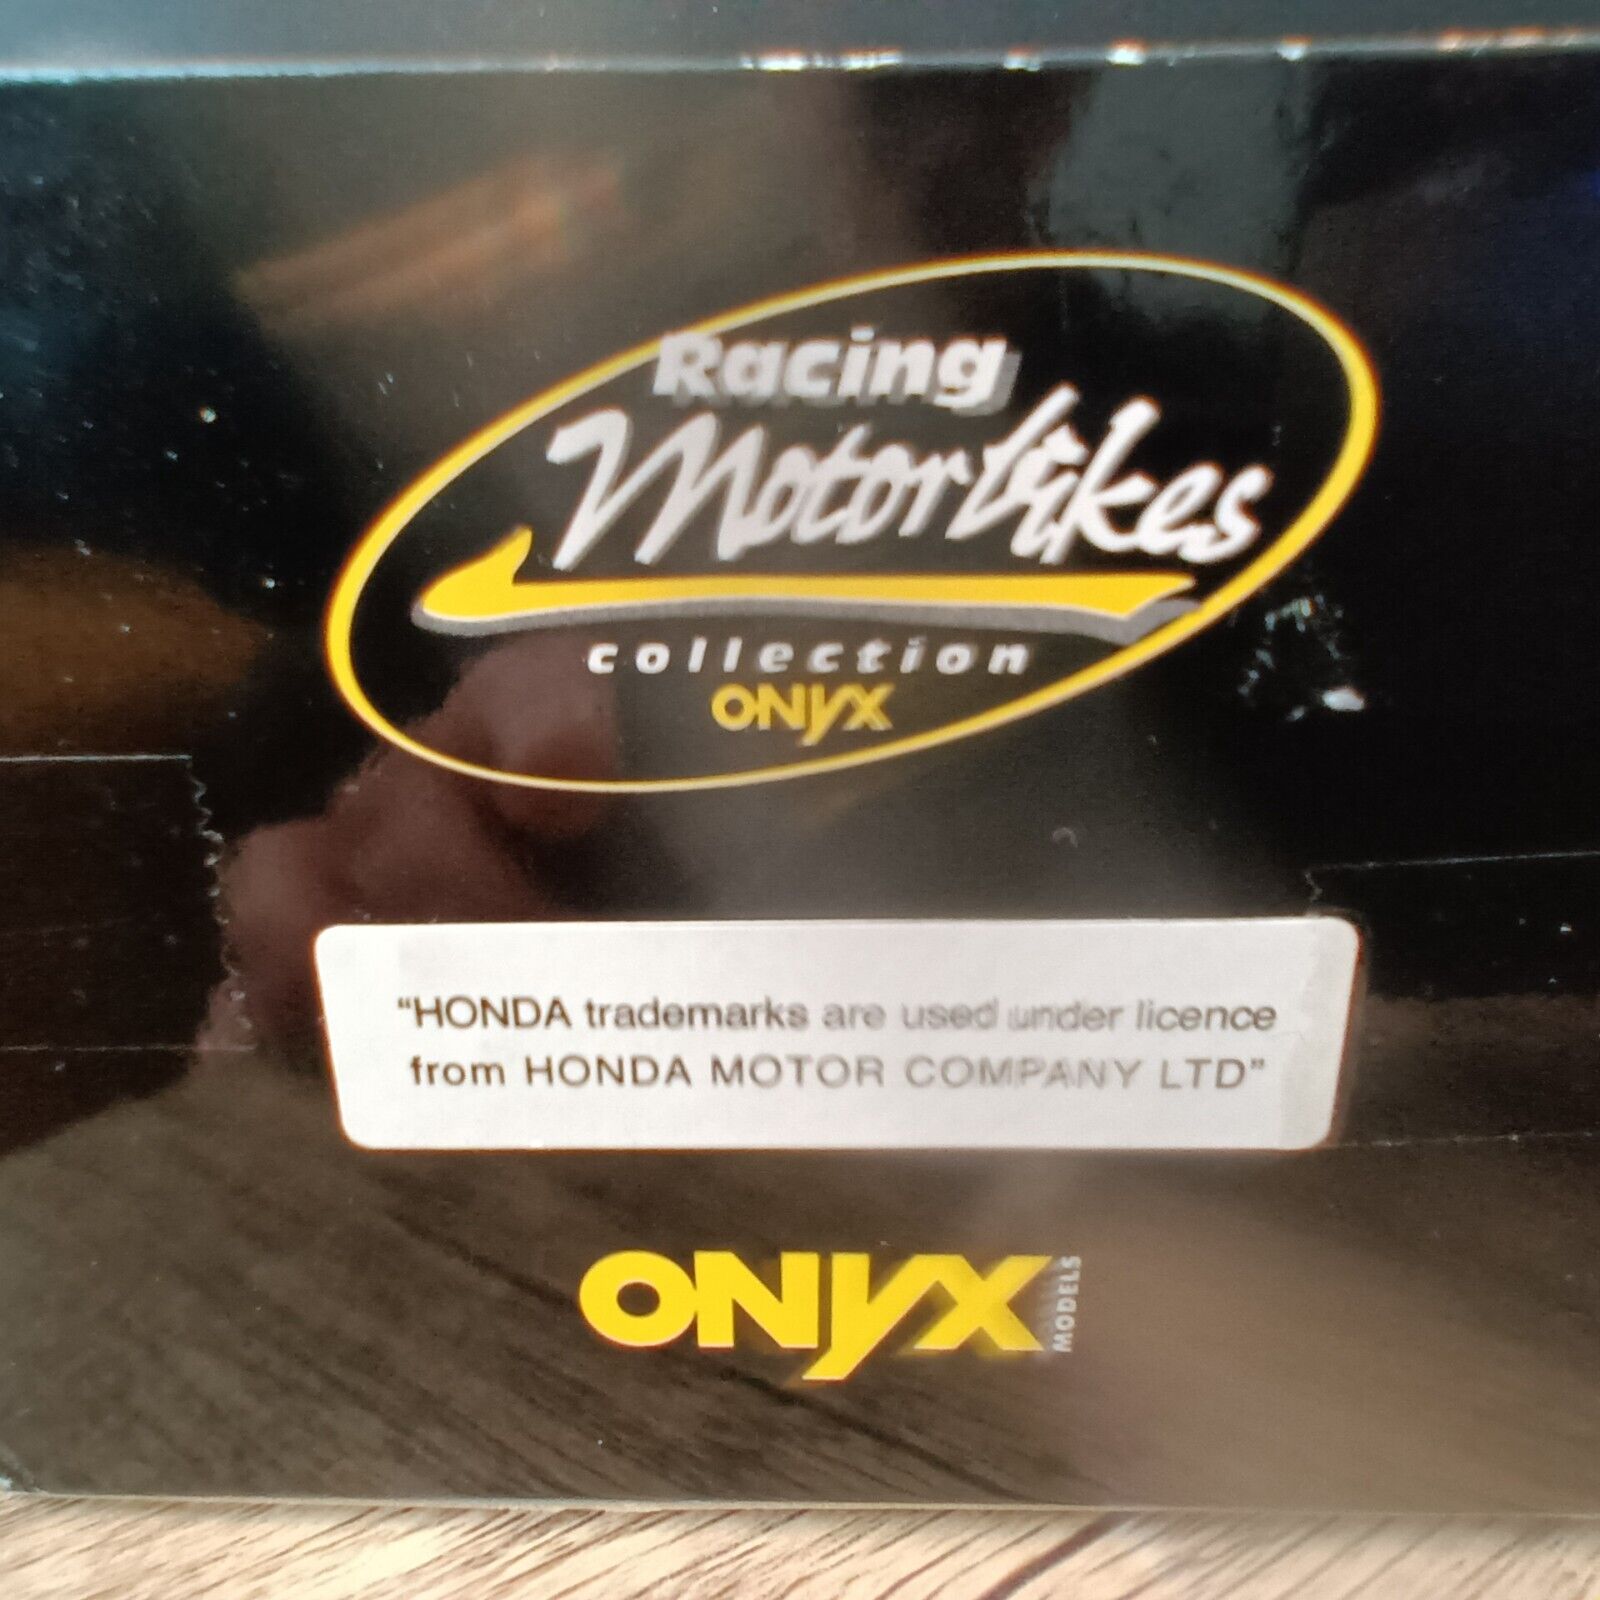 Racing
Motorbikes
collection
ONYX
“HONDA trademarks are used under licence
from HONDA MOTOR COMPANY LTD”
ONYX MODELS